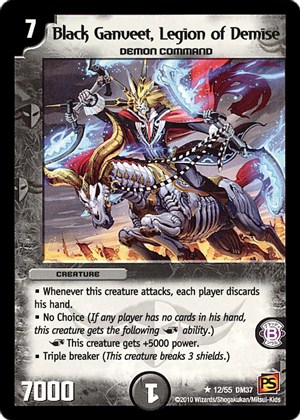 7
Black Ganveet, Legion of Demise
DEMON COMMAND
CREATURE
■ Whenever this creature attacks, each player discards
his hand.
■ No Choice (If any player has no cards in his hand,
this creature gets the following ability.)
This creature gets +5000 power.
■ Triple breaker (This creature breaks 3 shields.)
B
7000
1
★ 12/55 DM37
©2010 Wizards/Shogakukan/Mitsui-Kids
PS